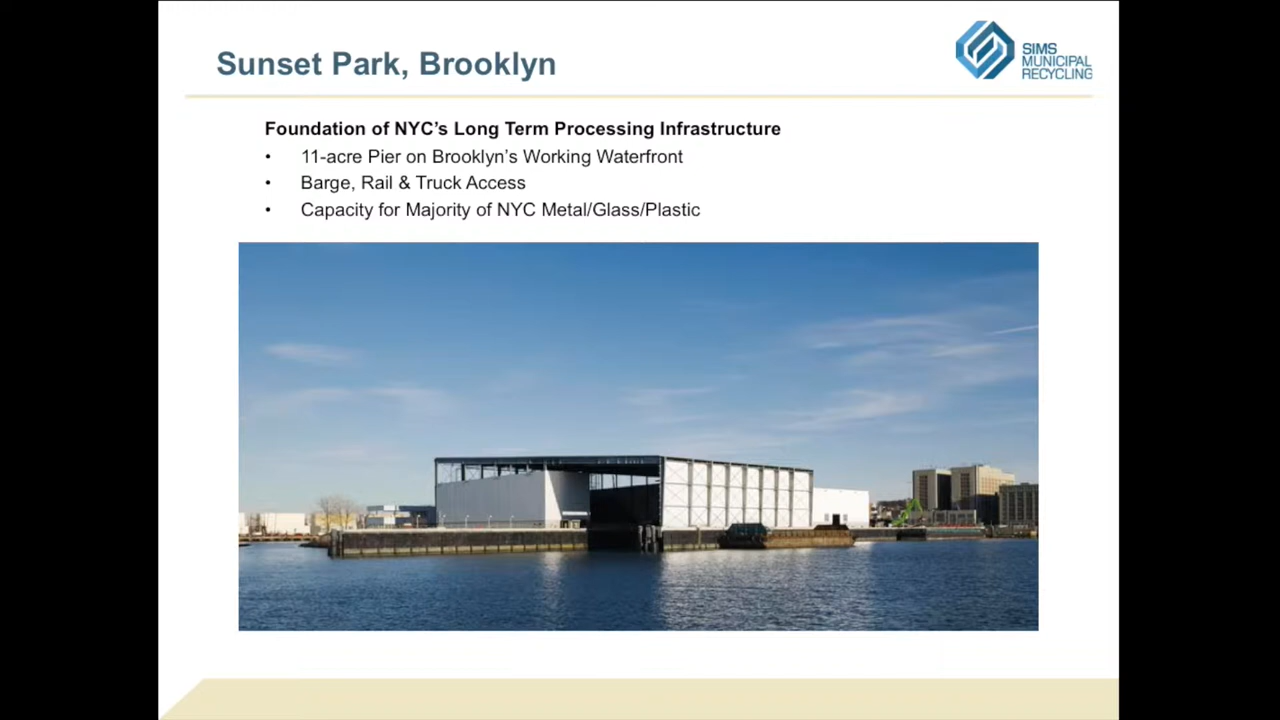 Sunset Park, Brooklyn
SIMS
MUNICIPAL
RECYCLING
Foundation of NYC's Long Term Processing Infrastructure
• 11-acre Pier on Brooklyn's Working Waterfront
• Barge, Rail & Truck Access
• Capacity for Majority of NYC Metal/Glass/Plastic